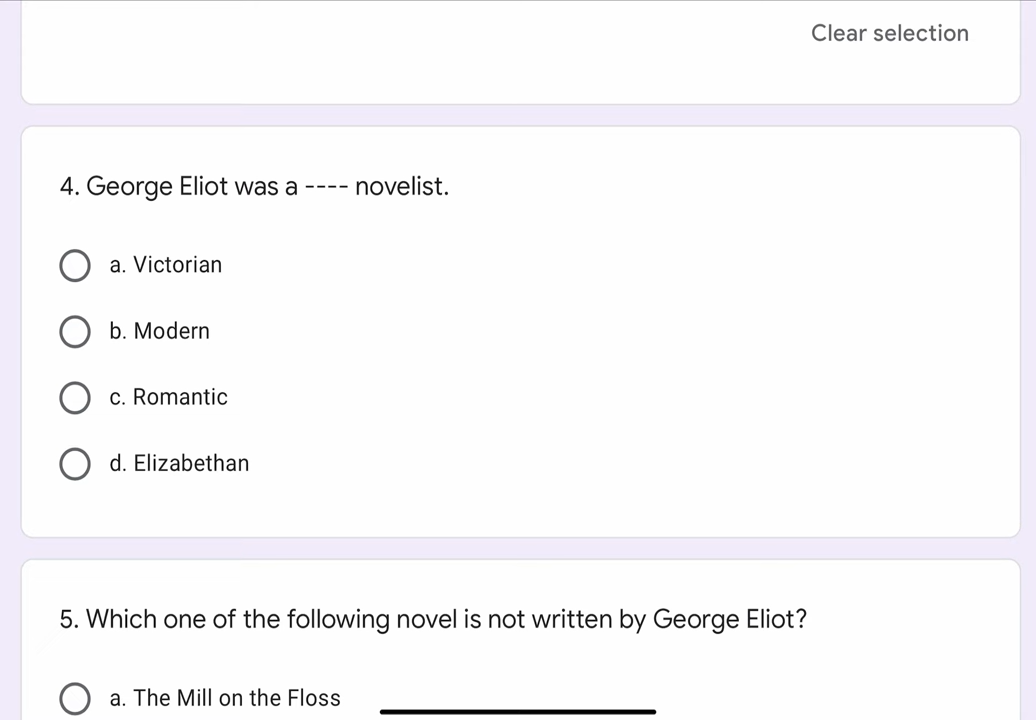 Clear selection
4. George Eliot was a ---- novelist.
a. Victorian
b. Modern
c. Romantic
d. Elizabethan
5. Which one of the following novel is not written by George Eliot?
a. The Mill on the Floss